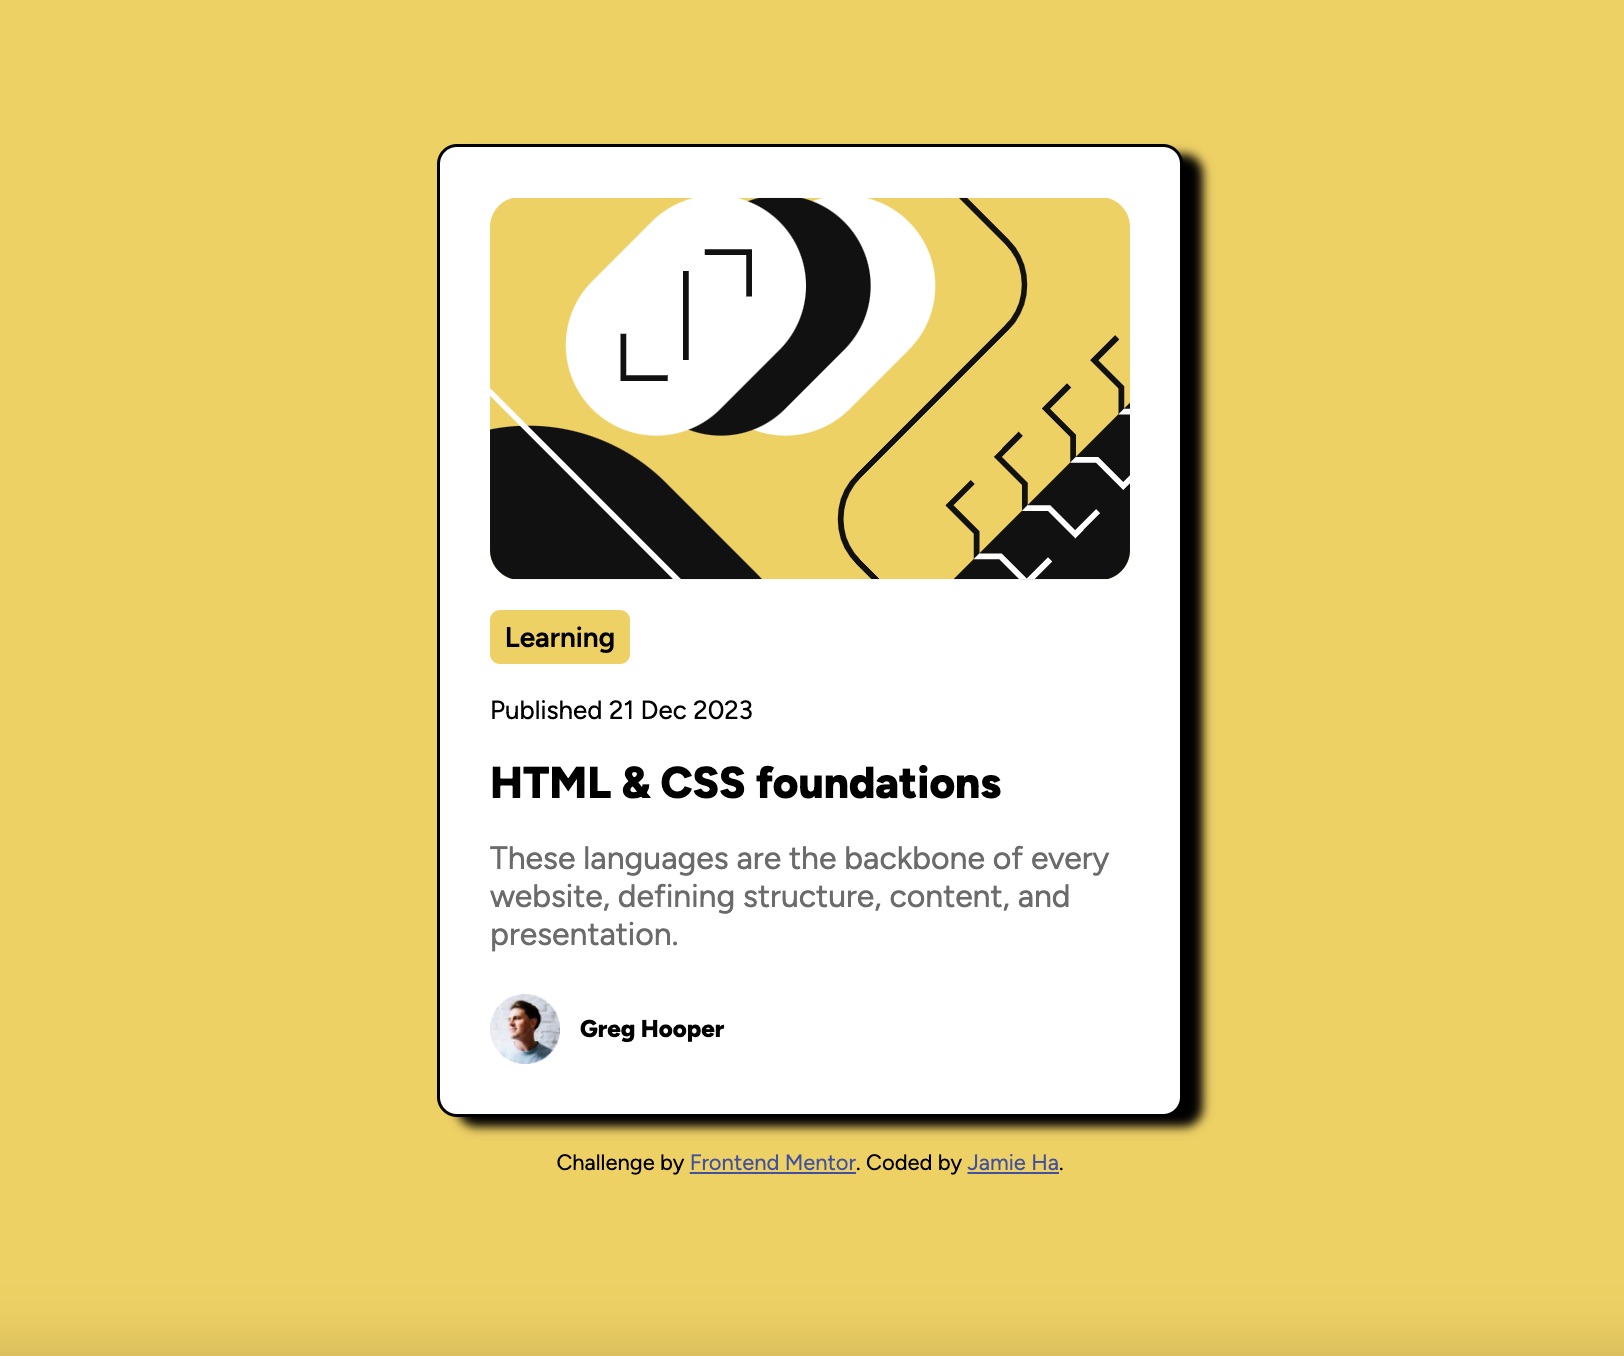 Learning
Published 21 Dec 2023
HTML & CSS foundations
These languages are the backbone of every
website, defining structure, content, and
presentation.
Greg Hooper
Challenge by Frontend Mentor. Coded by Jamie Ha.